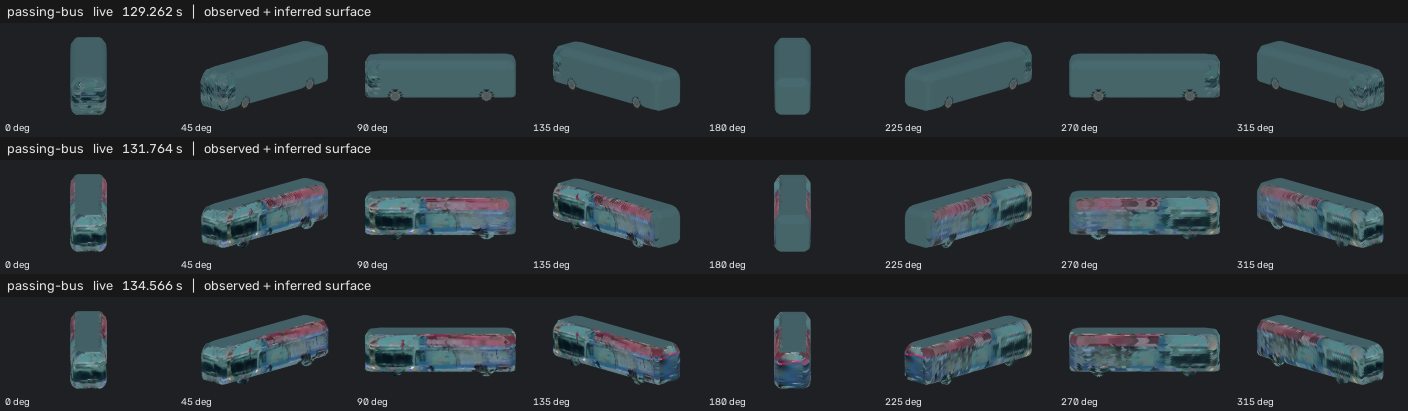 passing-bus live 129.262 s | observed + inferred surface
0 deg 45 deg 90 deg 135 deg 180 deg 225 deg 270 deg 315 deg
passing-bus live 131.764 s | observed + inferred surface
0 deg 45 deg 90 deg 135 deg 180 deg 225 deg 270 deg 315 deg
passing-bus live 134.566 s | observed + inferred surface
0 deg 45 deg 90 deg 135 deg 180 deg 225 deg 270 deg 315 deg